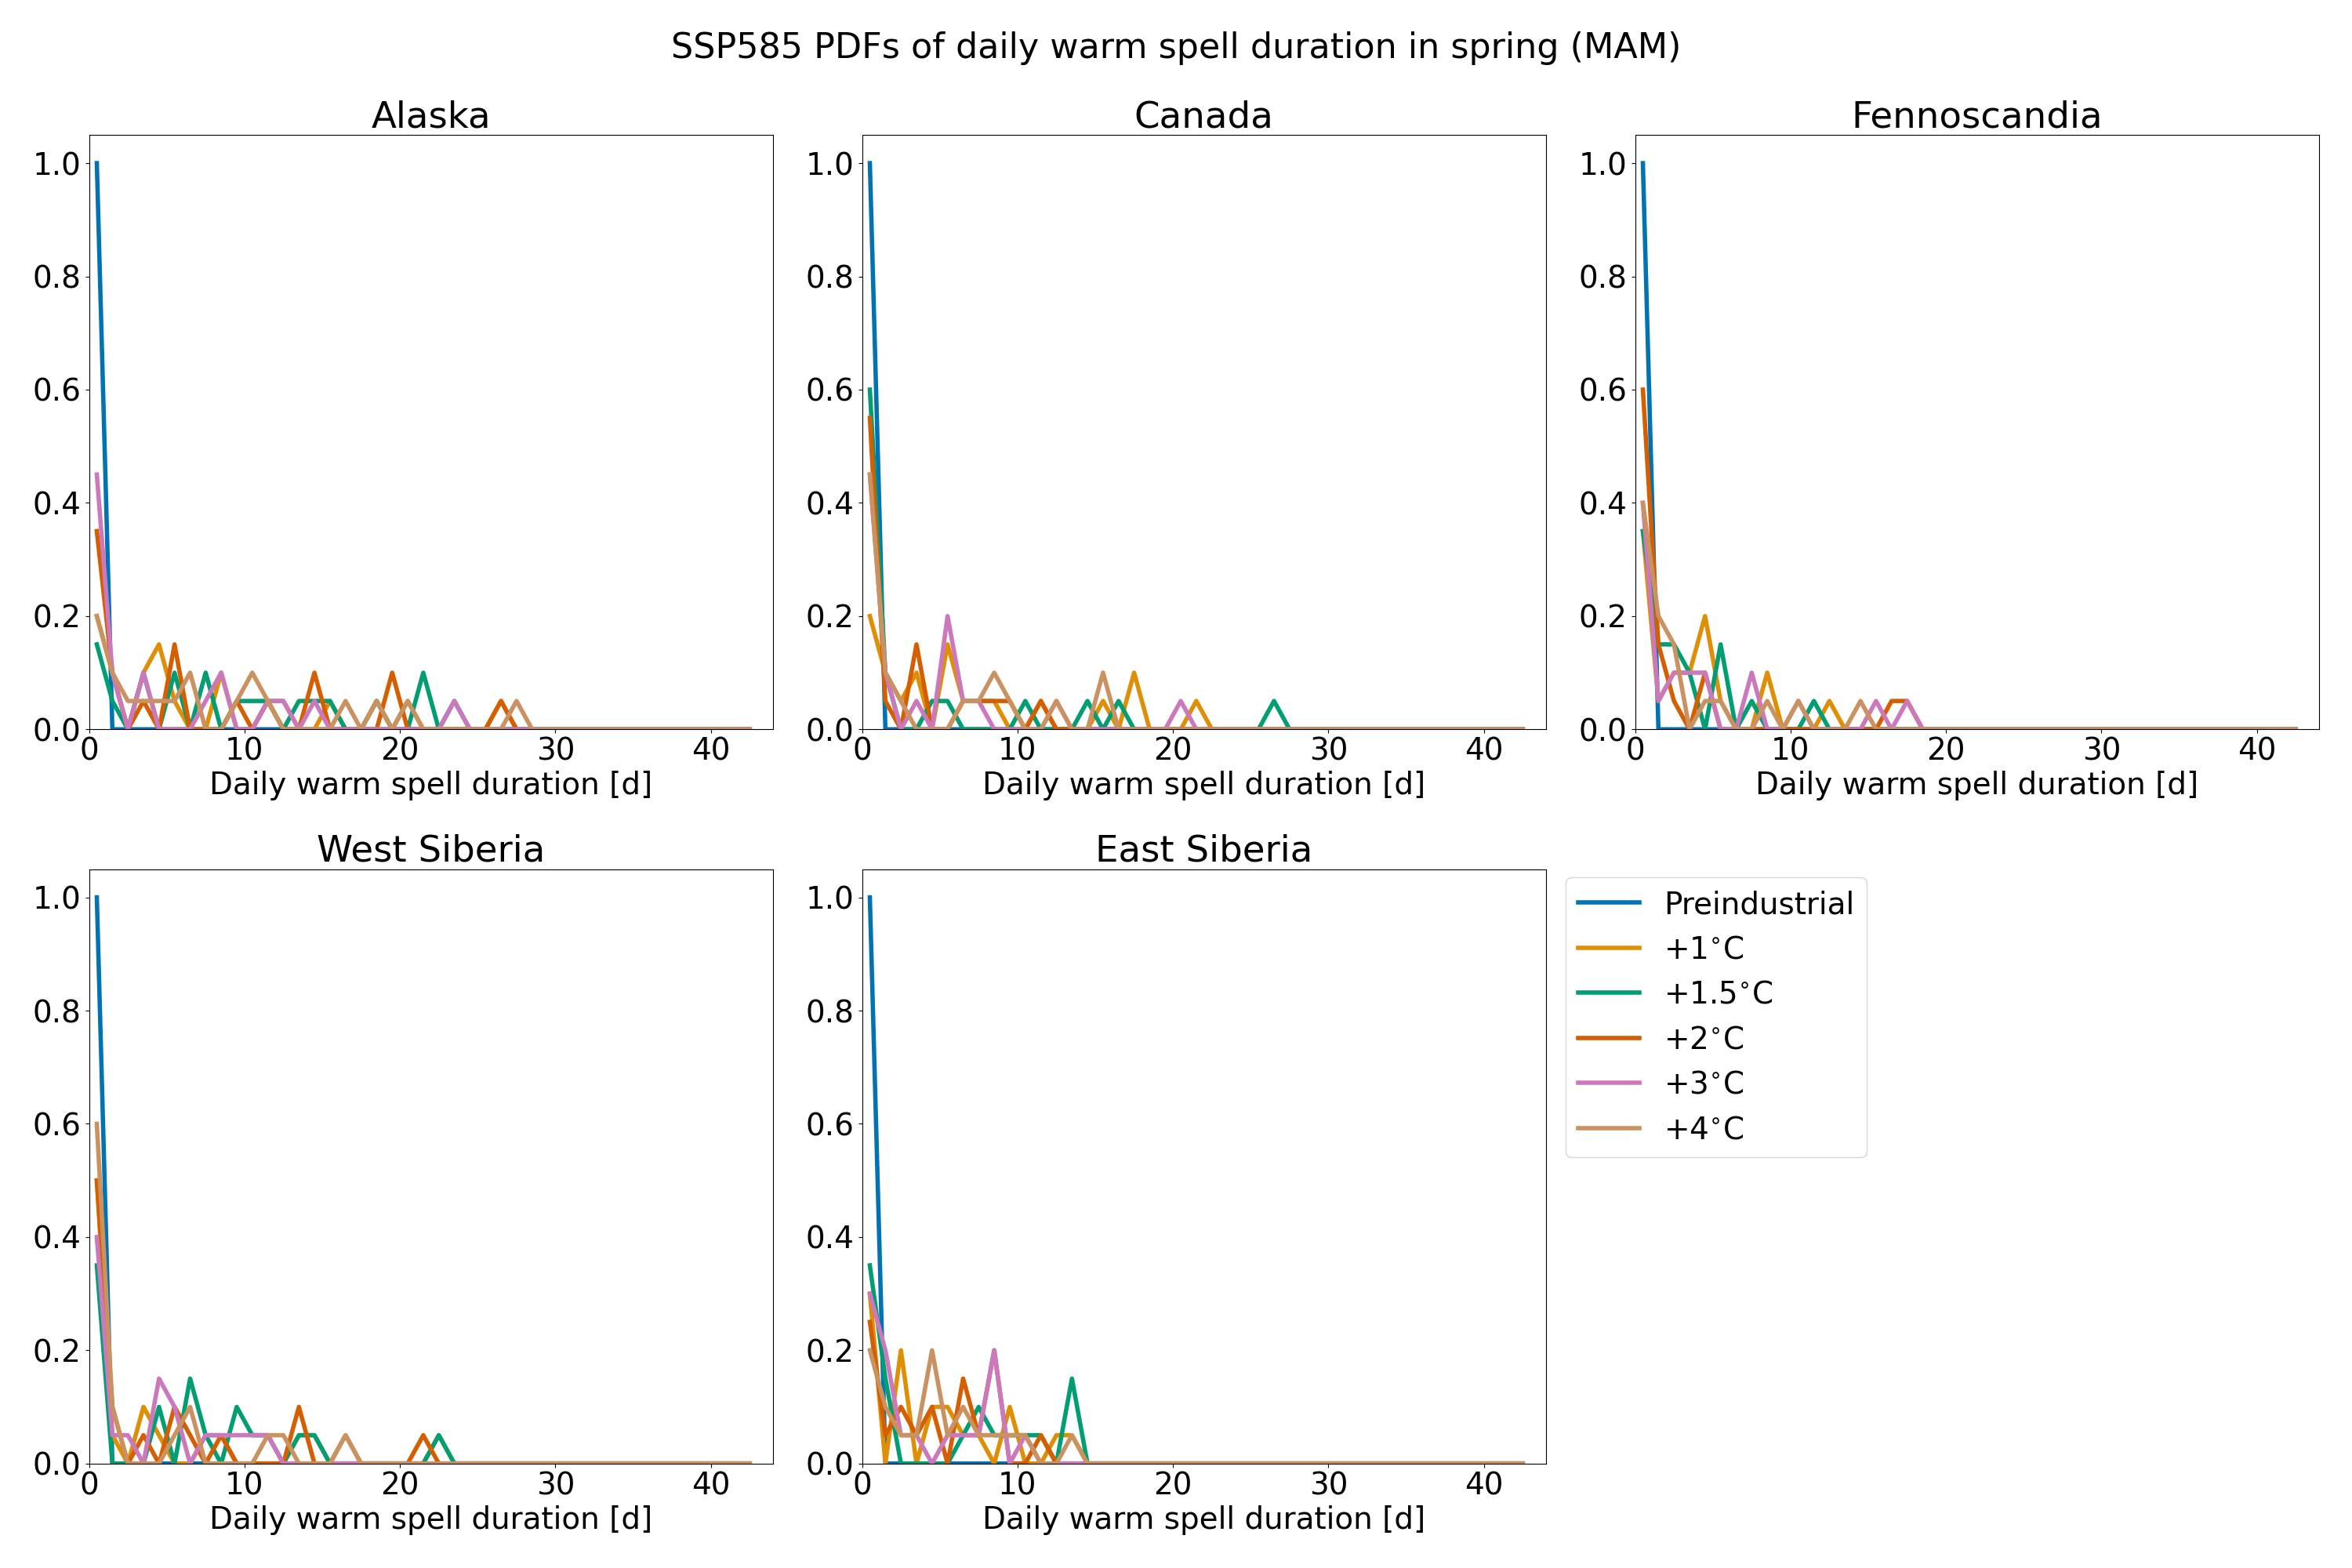 SSP585 PDFs of daily warm spell duration in spring (MAM)
Alaska
1.0
0.8
0.6
0.4
0.2
0.0
0 10 20 30 40
Daily warm spell duration [d]
Canada
1.0
0.8
0.6
0.4
0.2
0.0
0 10 20 30 40
Daily warm spell duration [d]
Fennoscandia
1.0
0.8
0.6
0.4
0.2
0.0
0 10 20 30 40
Daily warm spell duration [d]
West Siberia
1.0
0.8
0.6
0.4
0.2
0.0
0 10 20 30 40
Daily warm spell duration [d]
East Siberia
1.0
0.8
0.6
0.4
0.2
0.0
0 10 20 30 40
Daily warm spell duration [d]
Preindustrial
+1°C
+1.5°C
+2°C
+3°C
+4°C